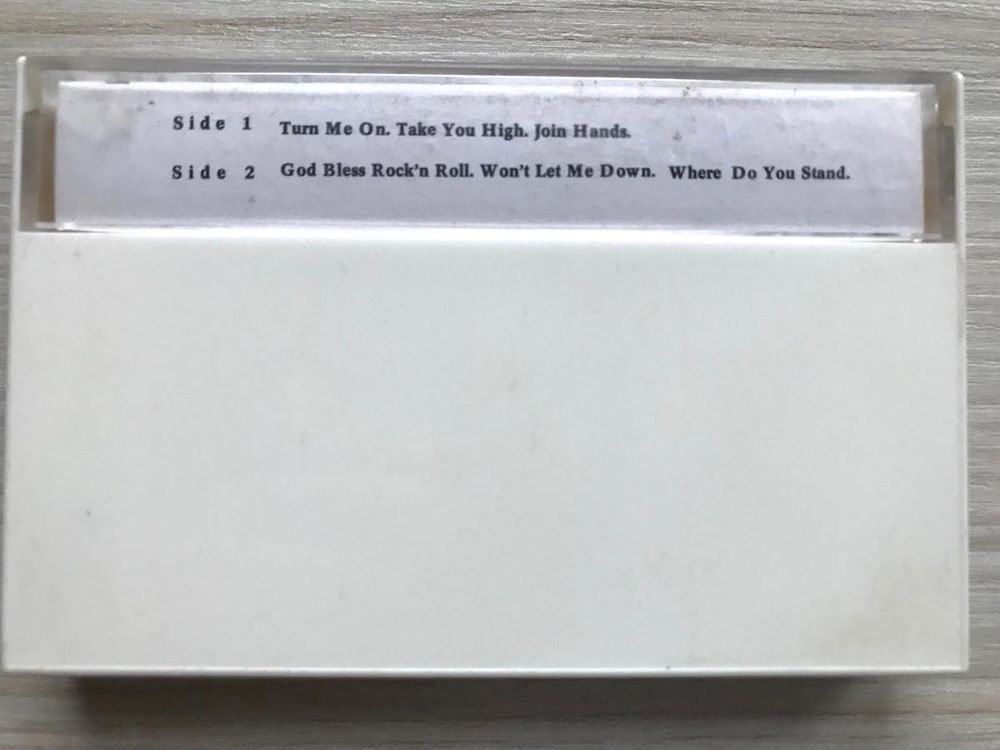 Side 1 Turn Me On. Take You High. Join Hands.
Side 2 God Bless Rock'n Roll. Won't Let Me Down. Where Do You Stand.